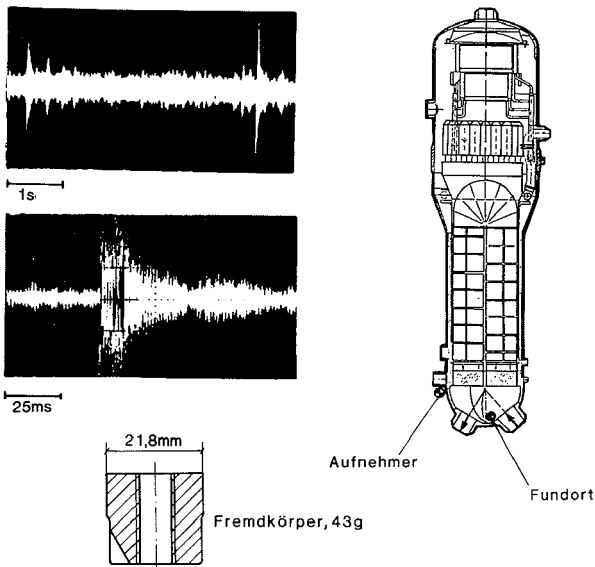 1s
25ms
21,8mm
Fremdkörper, 43g
Aufnehmer
Fundort